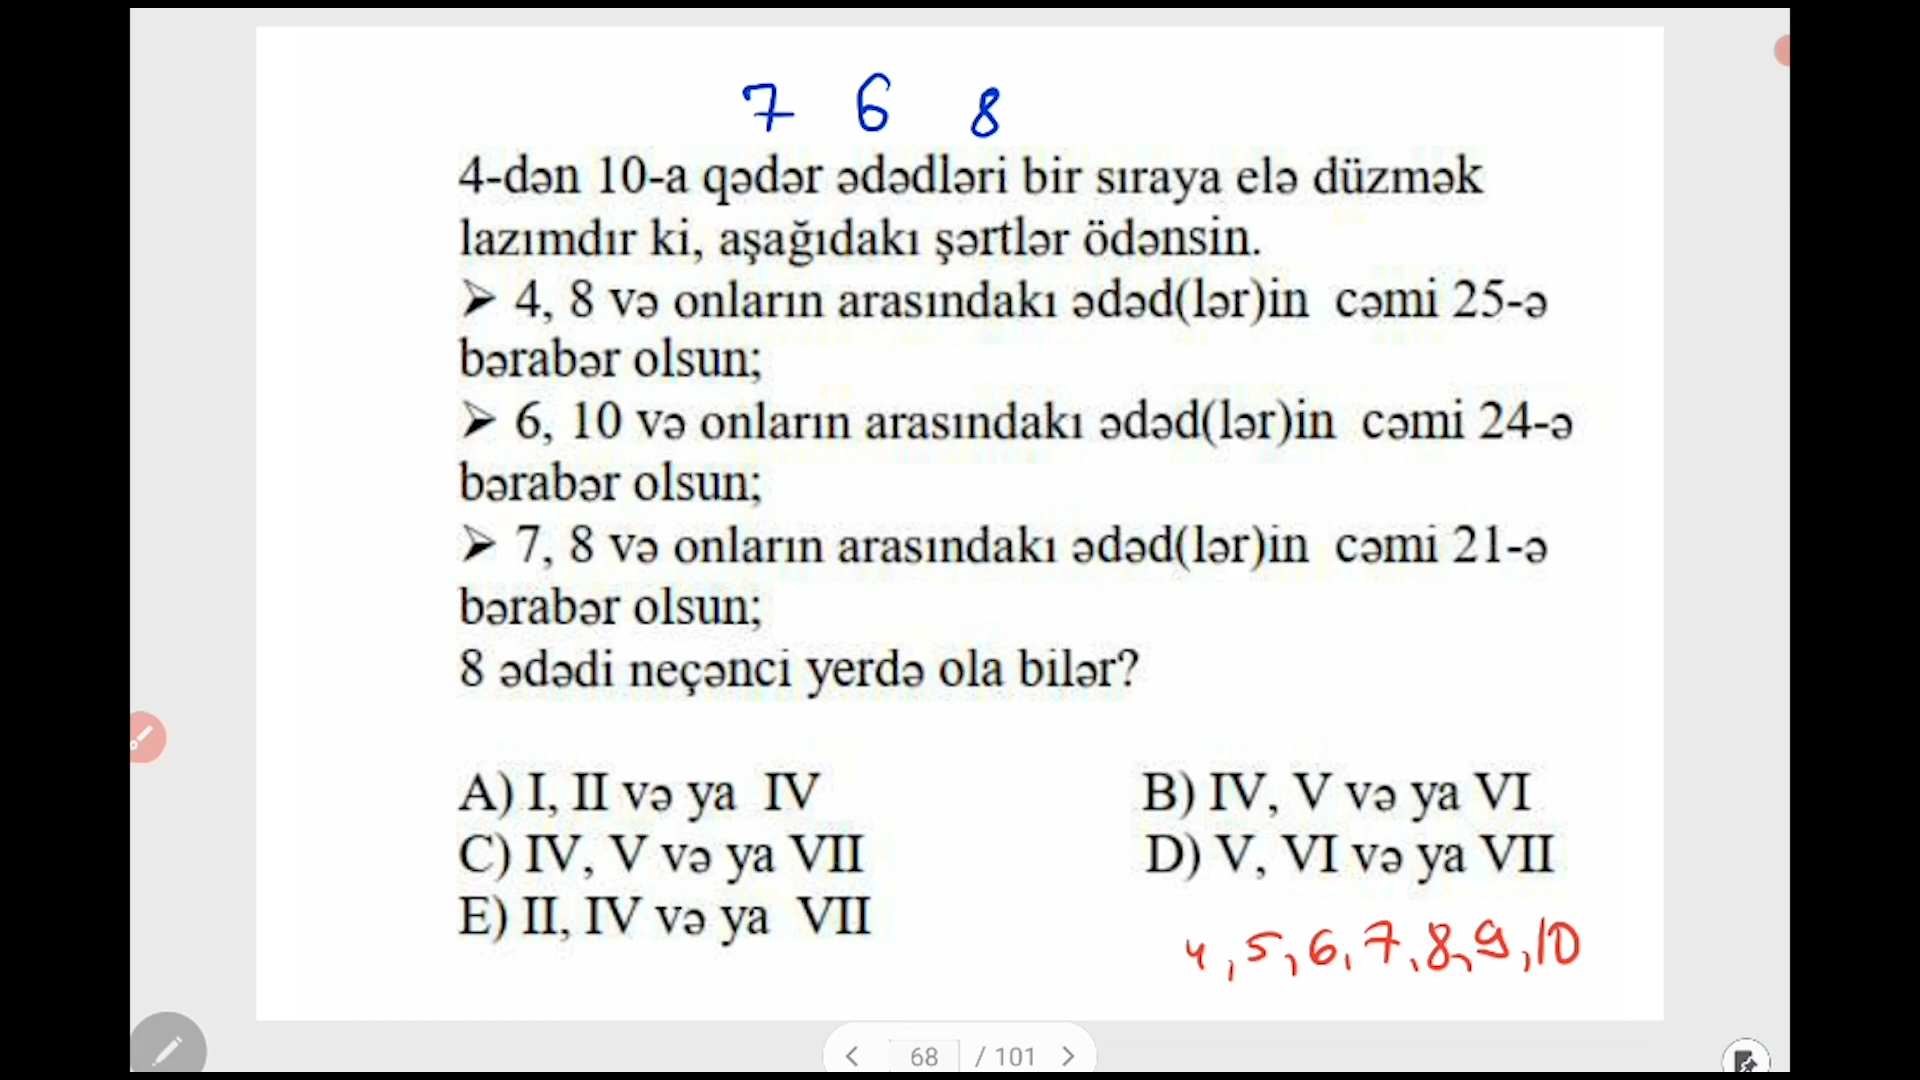 7 6 8
4-dən 10-a qədər ədədləri bir sıraya elə düzmək
lazımdır ki, aşağıdakı şərtlər ödənsin.
➢ 4, 8 və onların arasındakı ədəd(lər)in cəmi 25-ə
bərabər olsun;
➢ 6, 10 və onların arasındakı ədəd(lər)in cəmi 24-ə
bərabər olsun;
➢ 7, 8 və onların arasındakı ədəd(lər)in cəmi 21-ə
bərabər olsun;
8 ədədi neçənci yerdə ola bilər?
A) I, II və ya IV B) IV, V və ya VI
C) IV, V və ya VII D) V, VI və ya VII
E) II, IV və ya VII
4, 5, 6, 7, 8, 9, 10
68 / 101